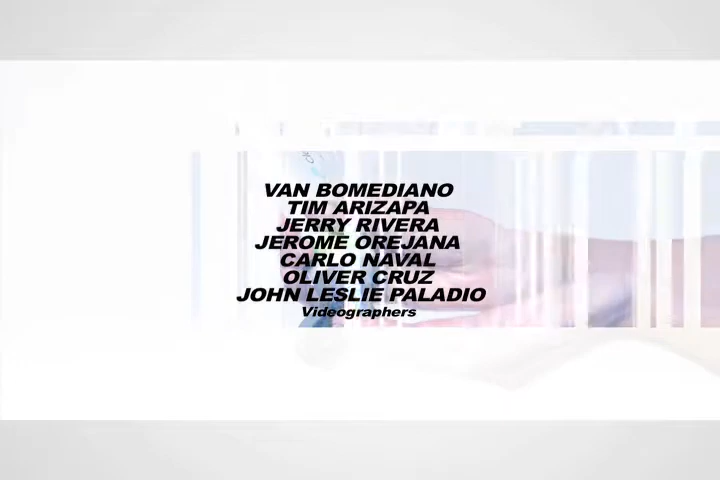 VAN BOMEDIANO
TIM ARIZAPA
JERRY RIVERA
JEROME OREJANA
CARLO NAVAL
OLIVER CRUZ
JOHN LESLIE PALADIO
Videographers